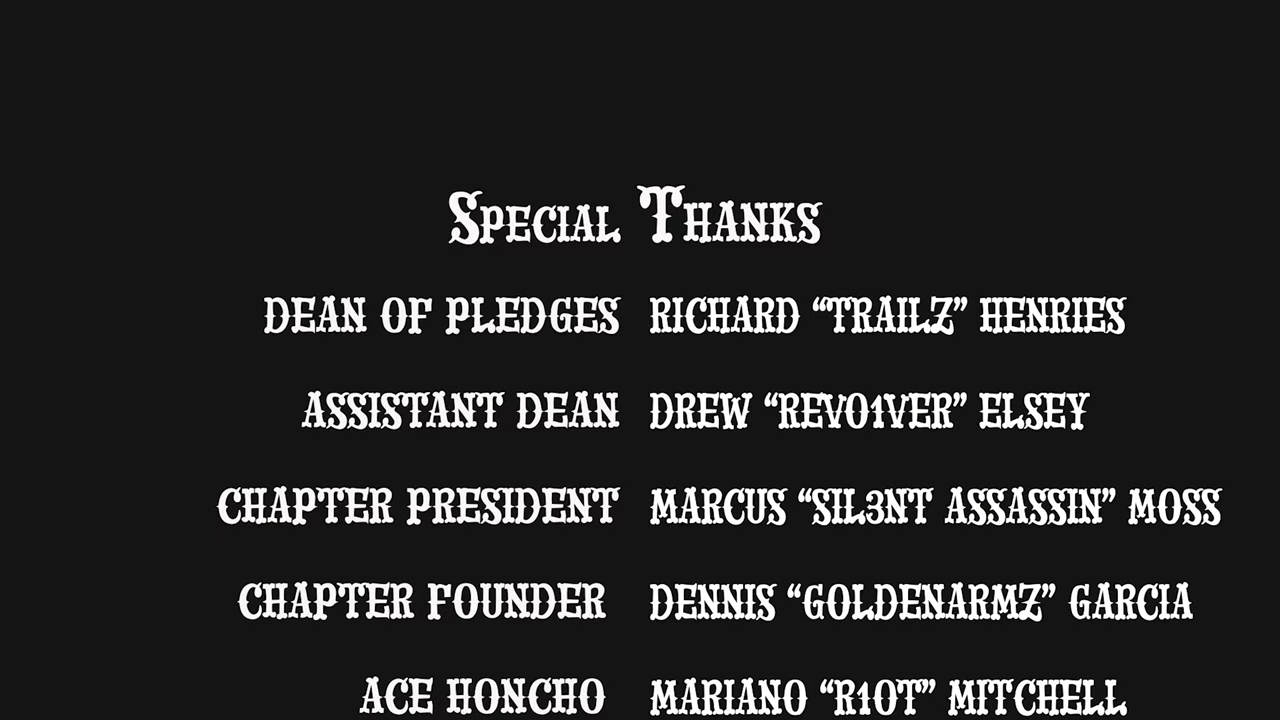 Special Thanks
DEAN OF PLEDGES RICHARD “TRAILZ” HENRIES
ASSISTANT DEAN DREW “REVO1VER” ELSEY
CHAPTER PRESIDENT MARCUS “SIL3NT ASSASSIN” MOSS
CHAPTER FOUNDER DENNIS “GOLDENARMZ” GARCIA
ACE HONCHO MARIANO “R1OT” MITCHELL